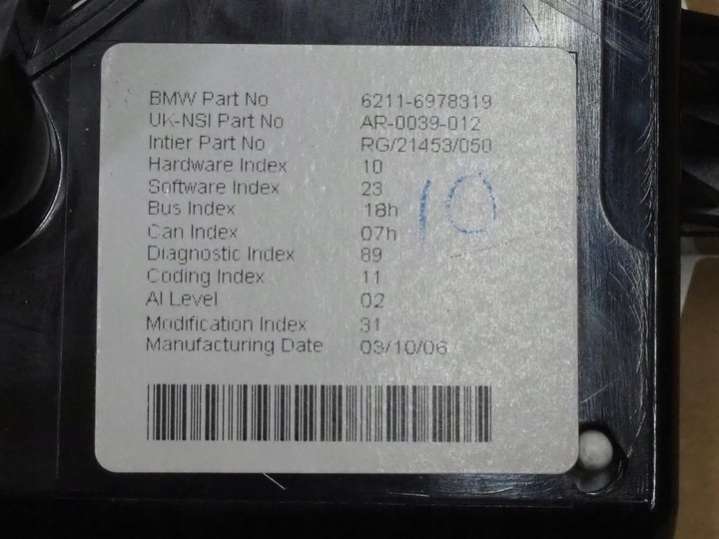 BMW Part No 6211-6978319
UK-NSI Part No AR-0039-012
Intier Part No RG/21453/050
Hardware Index 10
Software Index 23
Bus Index 18h
Can Index 07h
Diagnostic Index 89
Coding Index 11
AI Level 02
Modification Index 31
Manufacturing Date 03/10/06
10